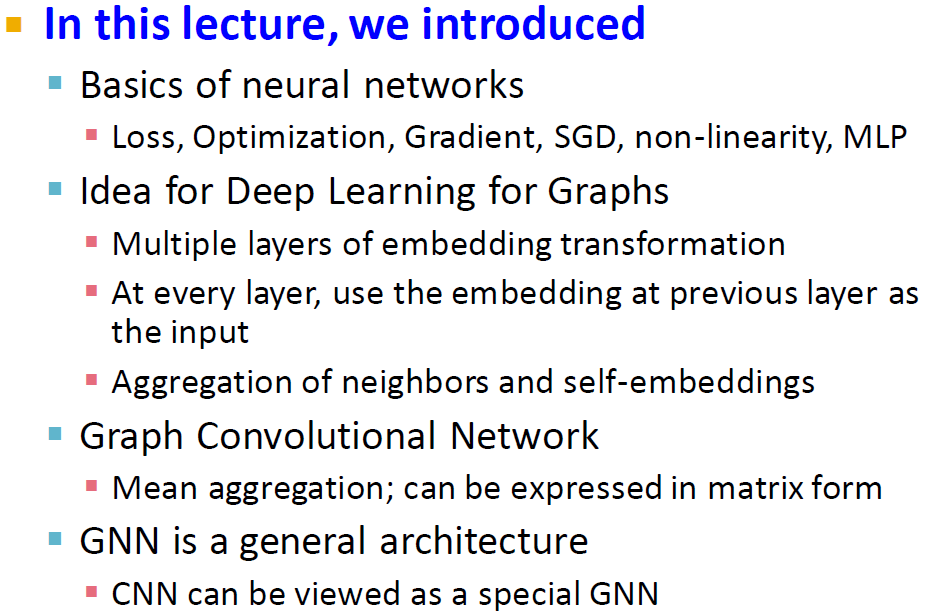 In this lecture, we introduced
Basics of neural networks
Loss, Optimization, Gradient, SGD, non-linearity, MLP
Idea for Deep Learning for Graphs
Multiple layers of embedding transformation
At every layer, use the embedding at previous layer as
the input
Aggregation of neighbors and self-embeddings
Graph Convolutional Network
Mean aggregation; can be expressed in matrix form
GNN is a general architecture
CNN can be viewed as a special GNN